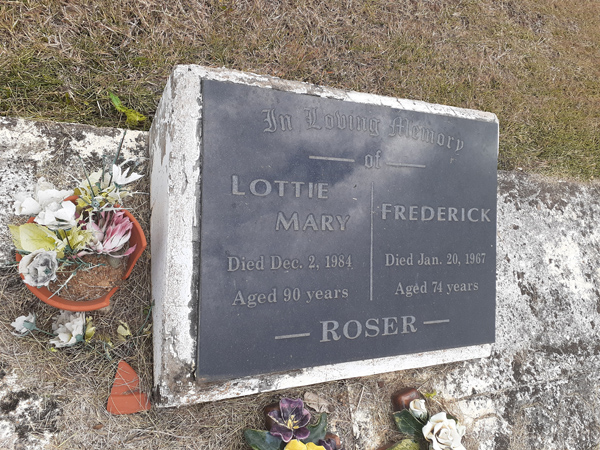 In Loving Memory
of
LOTTIE MARY
Died Dec. 2, 1984
Aged 90 years
FREDERICK
Died Jan. 20, 1967
Aged 74 years
ROSER